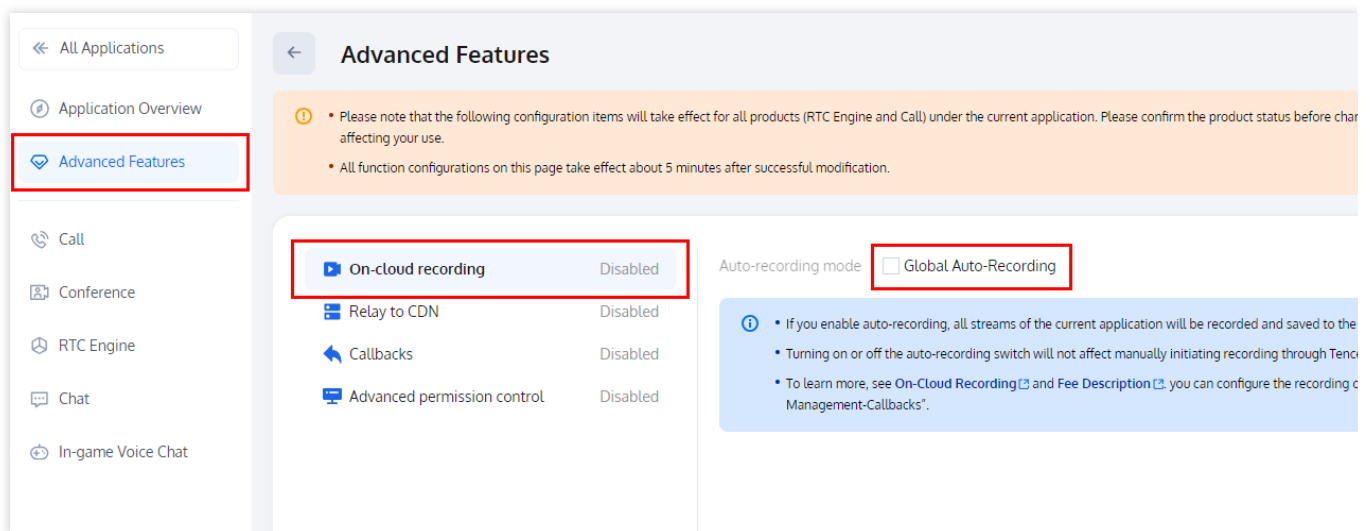 All Applications
Application Overview
Advanced Features
Call
Conference
RTC Engine
Chat
In-game Voice Chat
Advanced Features
• Please note that the following configuration items will take effect for all products (RTC Engine and Call) under the current application. Please confirm the product status before
affecting your use.
• All function configurations on this page take effect about 5 minutes after successful modification.
On-cloud recording Disabled
Relay to CDN Disabled
Callbacks Disabled
Advanced permission control Disabled
Auto-recording mode Global Auto-Recording
• If you enable auto-recording, all streams of the current application will be recorded and saved to the
• Turning on or off the auto-recording switch will not affect manually initiating recording through
• To learn more, see On-Cloud Recording and Fee Description. you can configure the recording
Management-Callbacks".